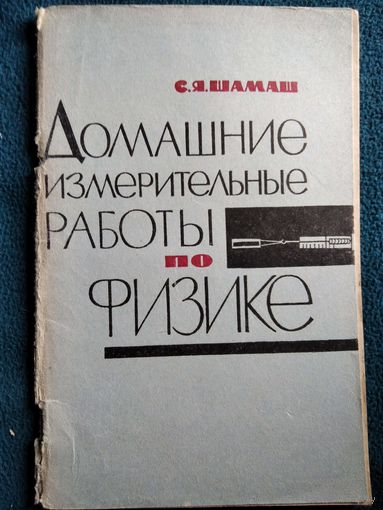 С.Я.ШАМАШ
ДОМАШНИЕ
ИЗМЕРИТЕЛЬНЫЕ
РАБОТЫ
ПО
ФИЗИКЕ